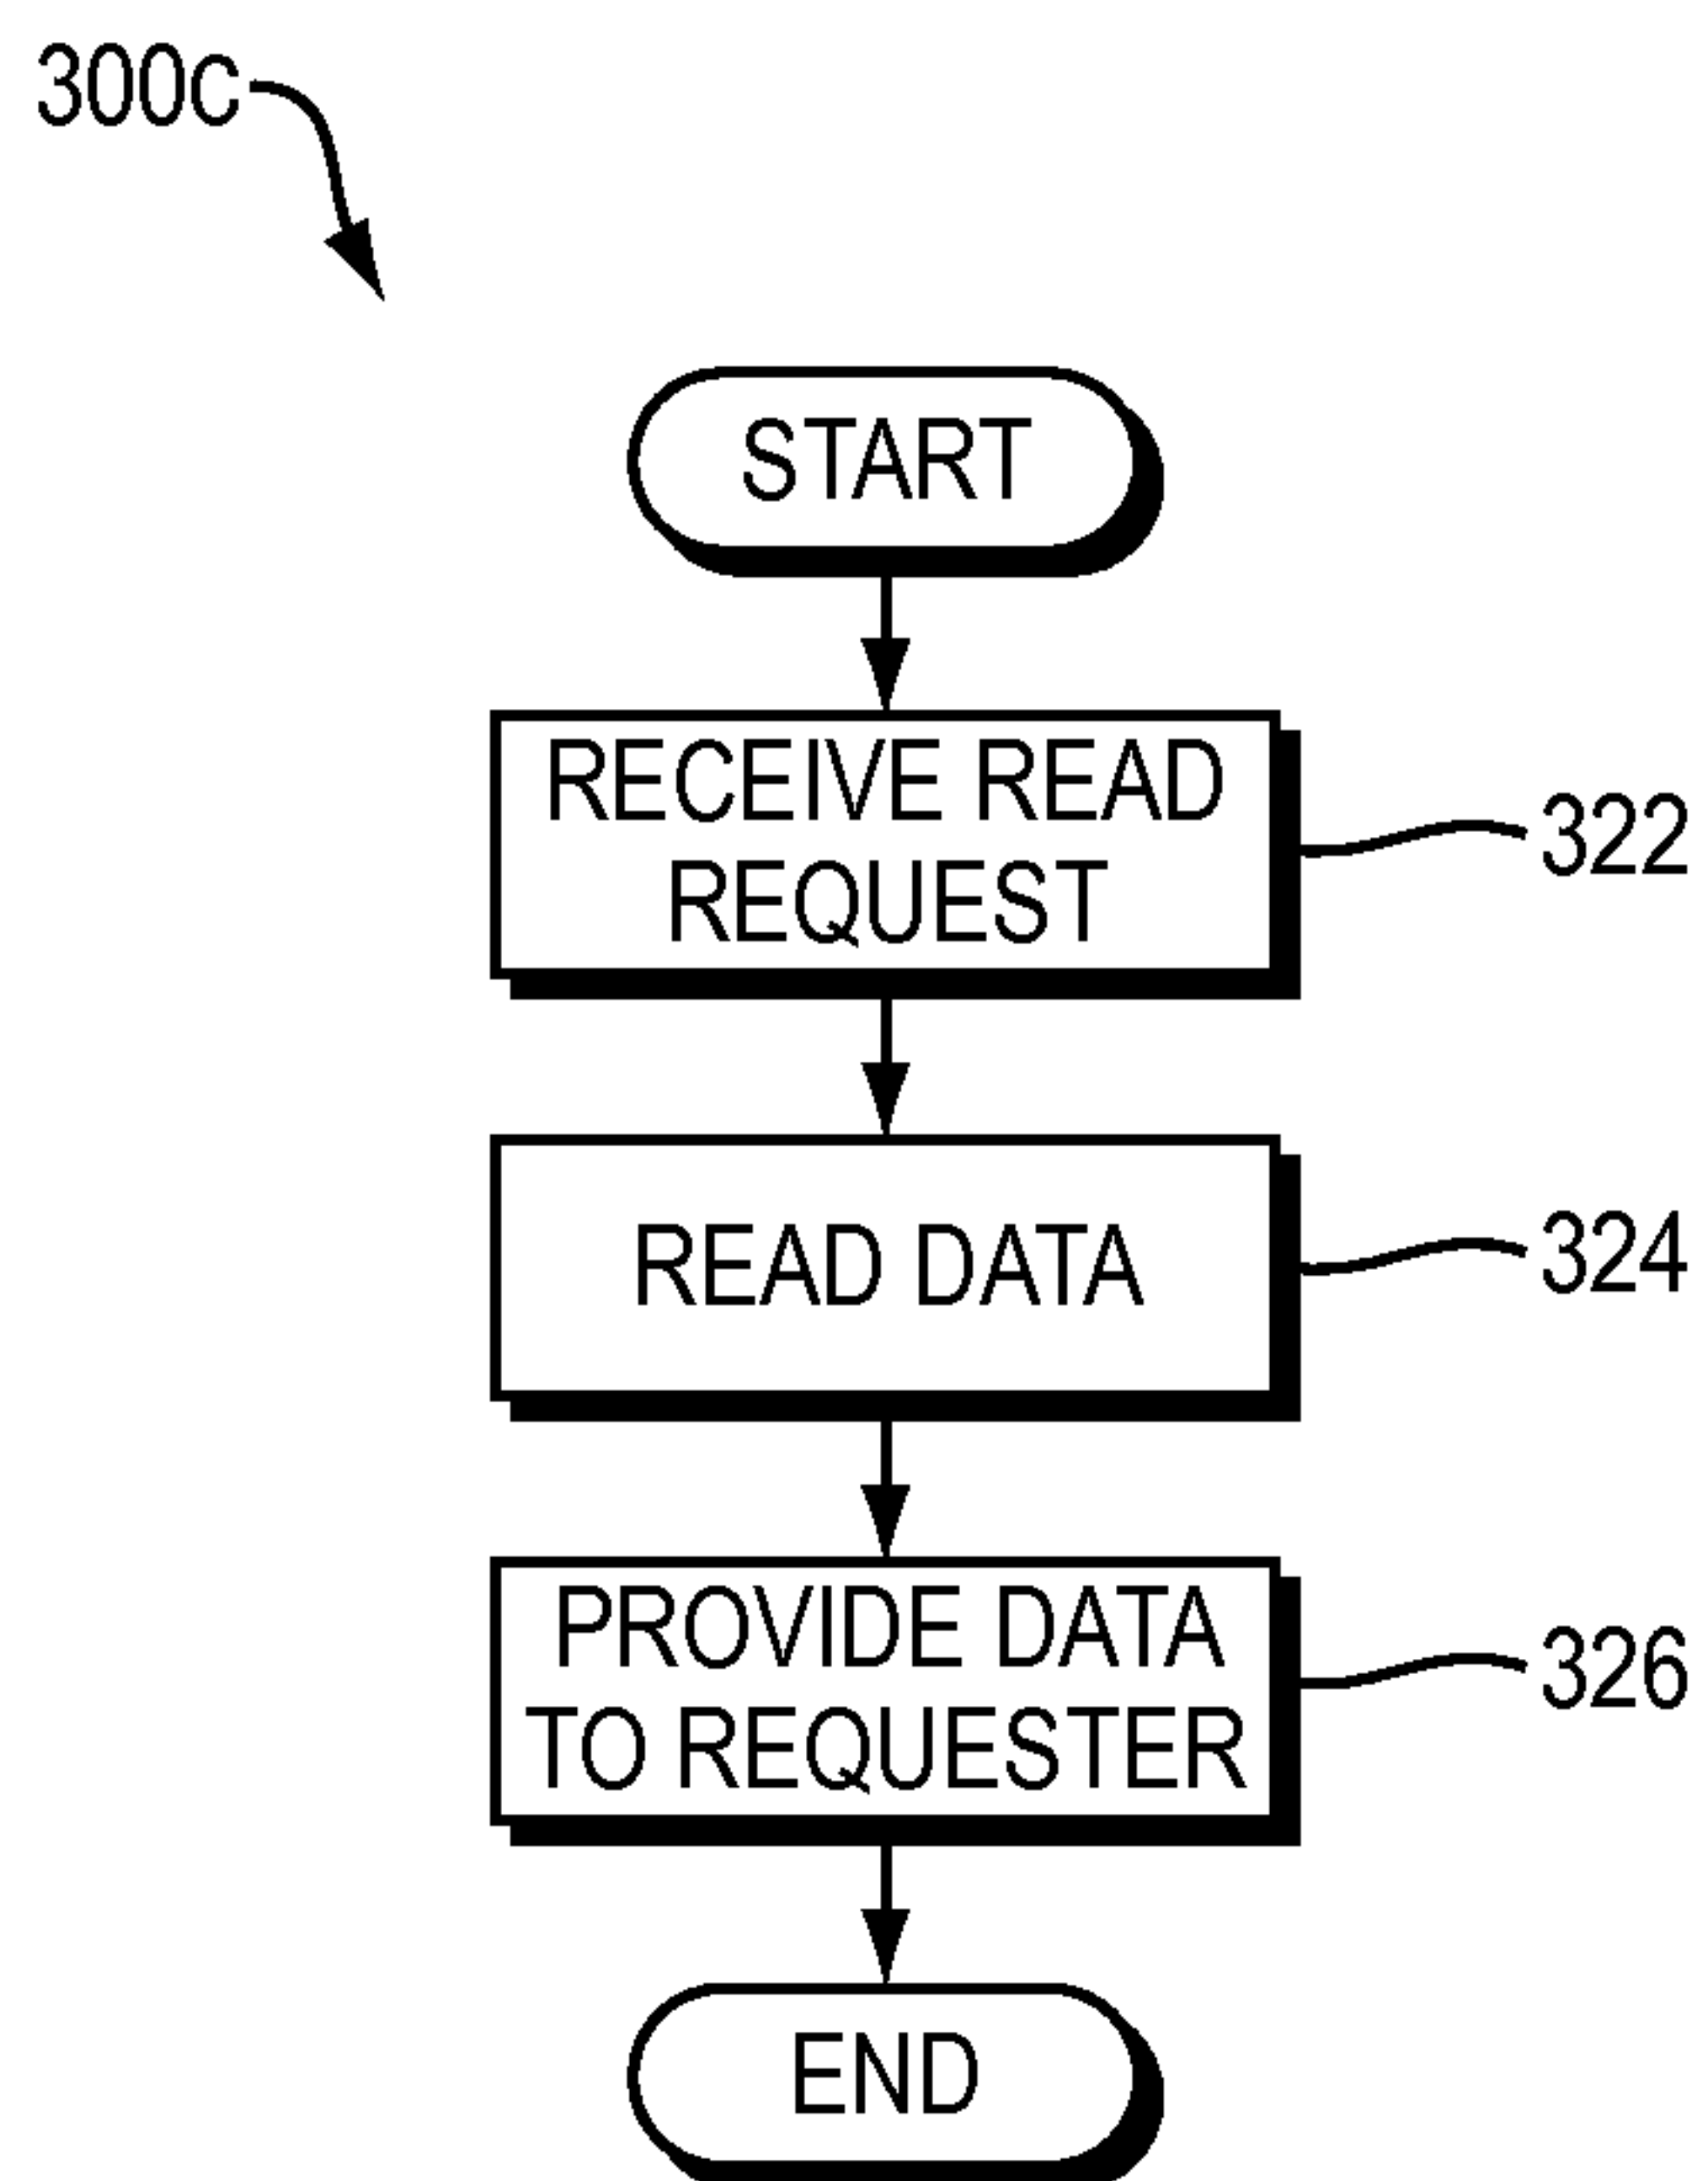 300C
START
RECEIVE READ
REQUEST
322
READ DATA
324
PROVIDE DATA
TO REQUESTER
326
END